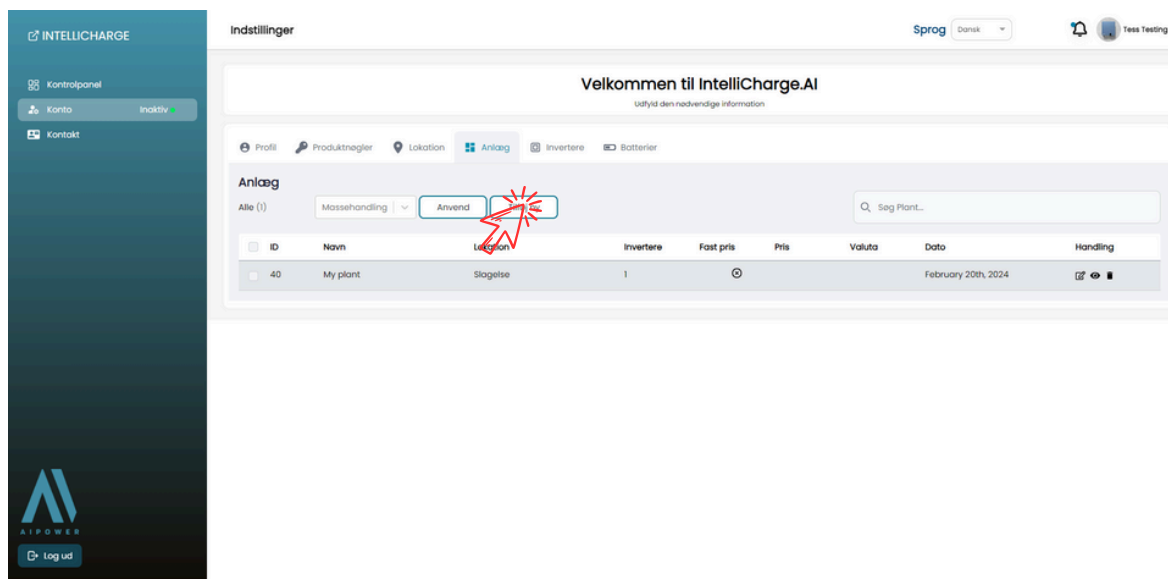 INTELLICHARGE
Indstillinger
Sprog Dansk
Tess Testing
Kontrolpanel
Konto Inaktiv
Kontakt
Velkommen til IntelliCharge.AI
Udfyld den nødvendige information
Profil Produktnøgler Lokation Anlæg Invertere Batterier
Anlæg
Alle (1) Massehandling Anvend Søg Plant...
ID Navn Lokation Invertere Fast pris Pris Valuta Dato Handling
40 My plant Slagelse 1 February 20th, 2024
AIPOWER
Log ud